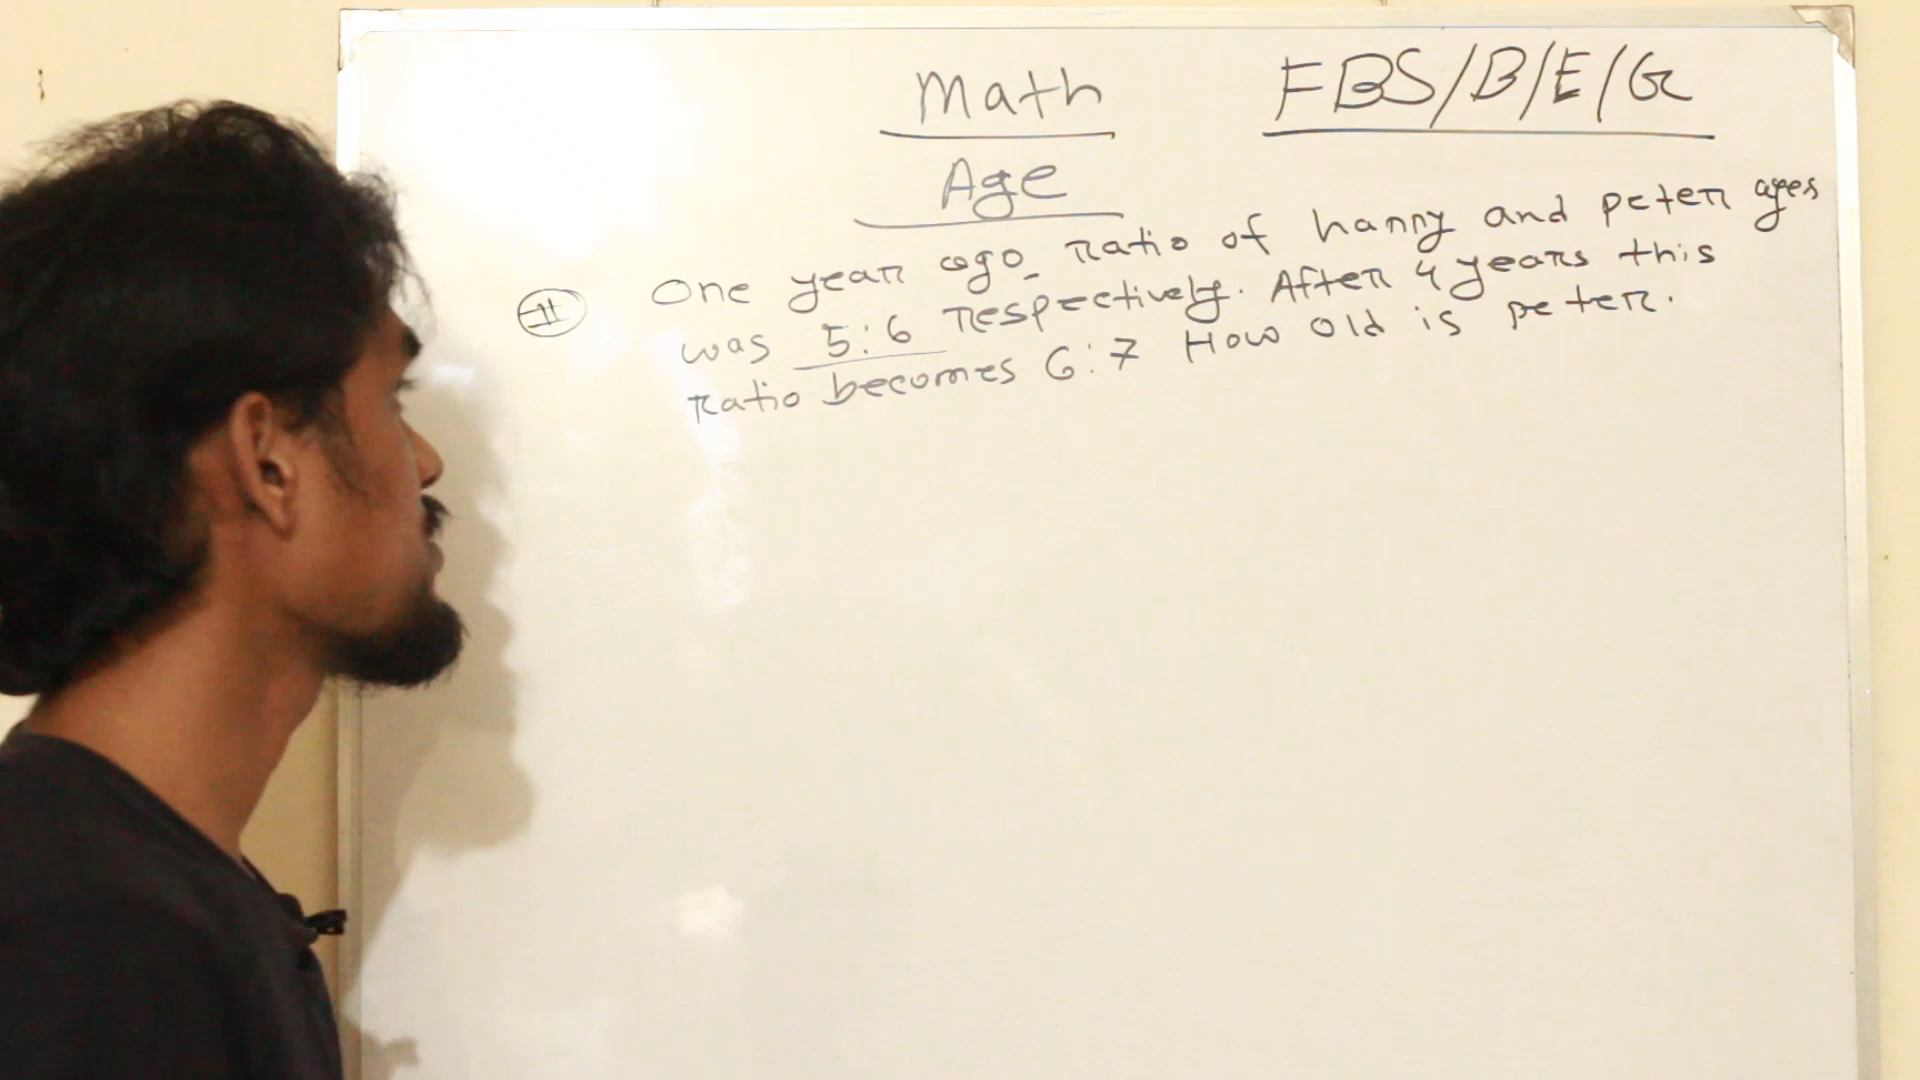 Math
FBS/B/E/G
Age
One year ago ratio of hanny and peter ages
was 5:6 respectively. After 4 years this
ratio becomes 6:7 How old is peter.